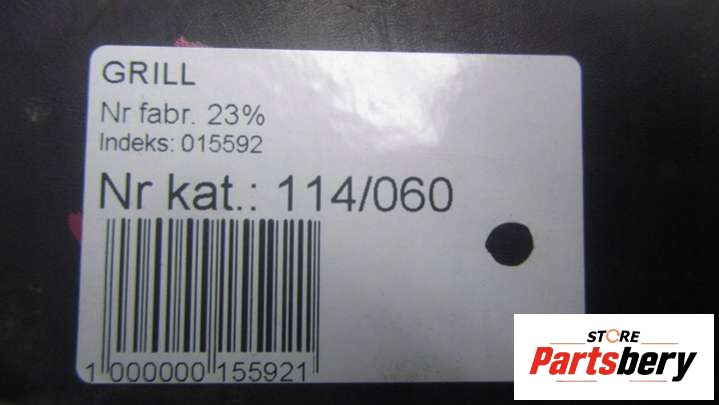 GRILL
Nr fabr. 23%
Indeks: 015592
Nr kat.: 114/060
1 000000 155921
STORE
Partsbery